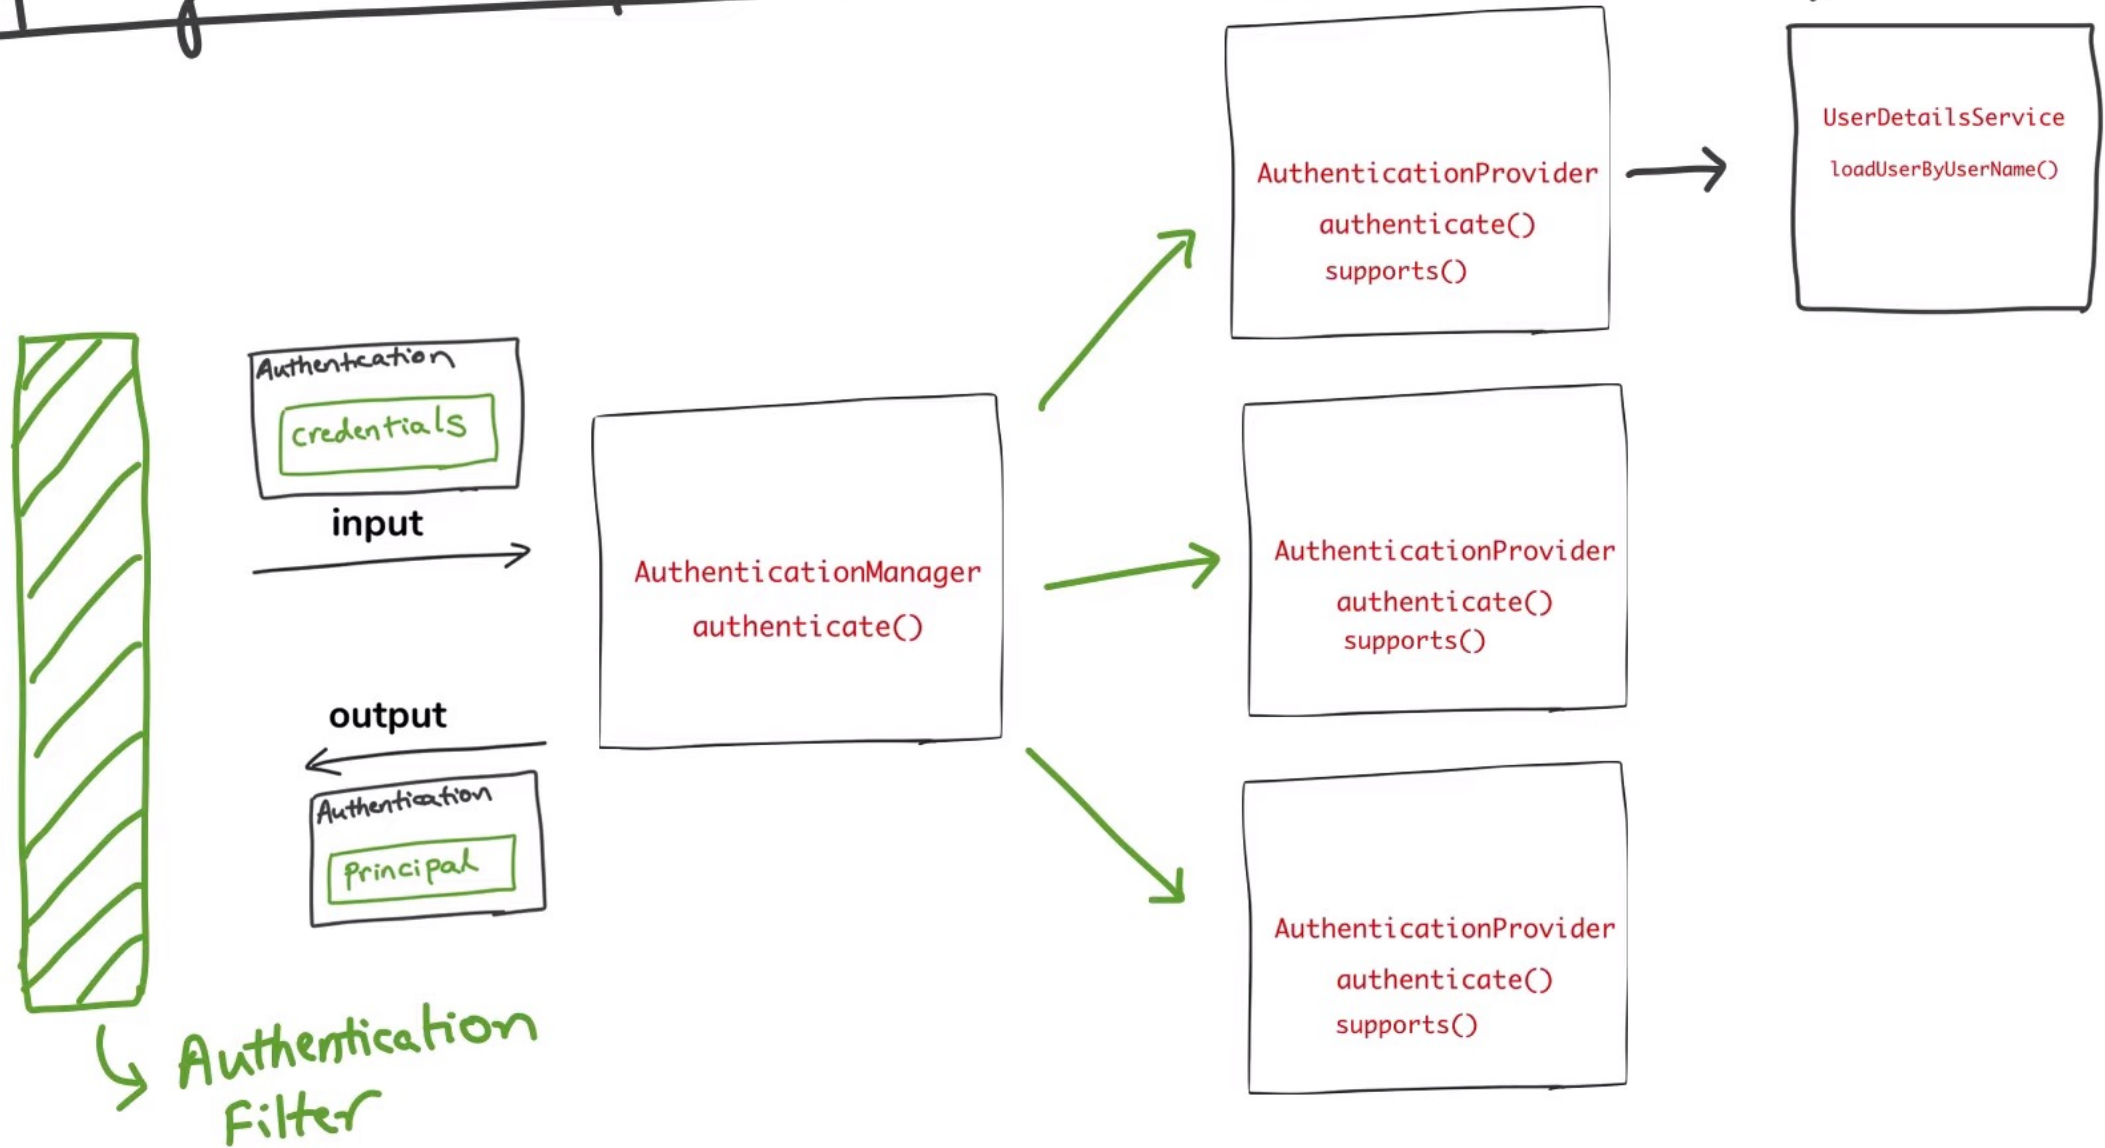 Authentication
credentials
input
output
Authentication
Principal
Authentication
Filter
AuthenticationManager
authenticate()
AuthenticationProvider
authenticate()
supports()
AuthenticationProvider
authenticate()
supports()
AuthenticationProvider
authenticate()
supports()
UserDetailsService
loadUserByUserName()